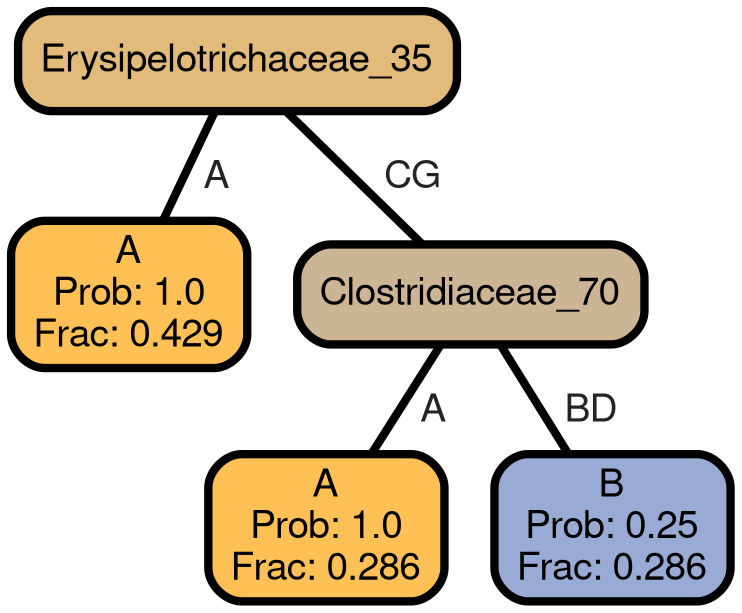 Erysipelotrichaceae_35
A
CG
A
Prob: 1.0
Frac: 0.429
Clostridiaceae_70
A
BD
A
Prob: 1.0
Frac: 0.286
B
Prob: 0.25
Frac: 0.286